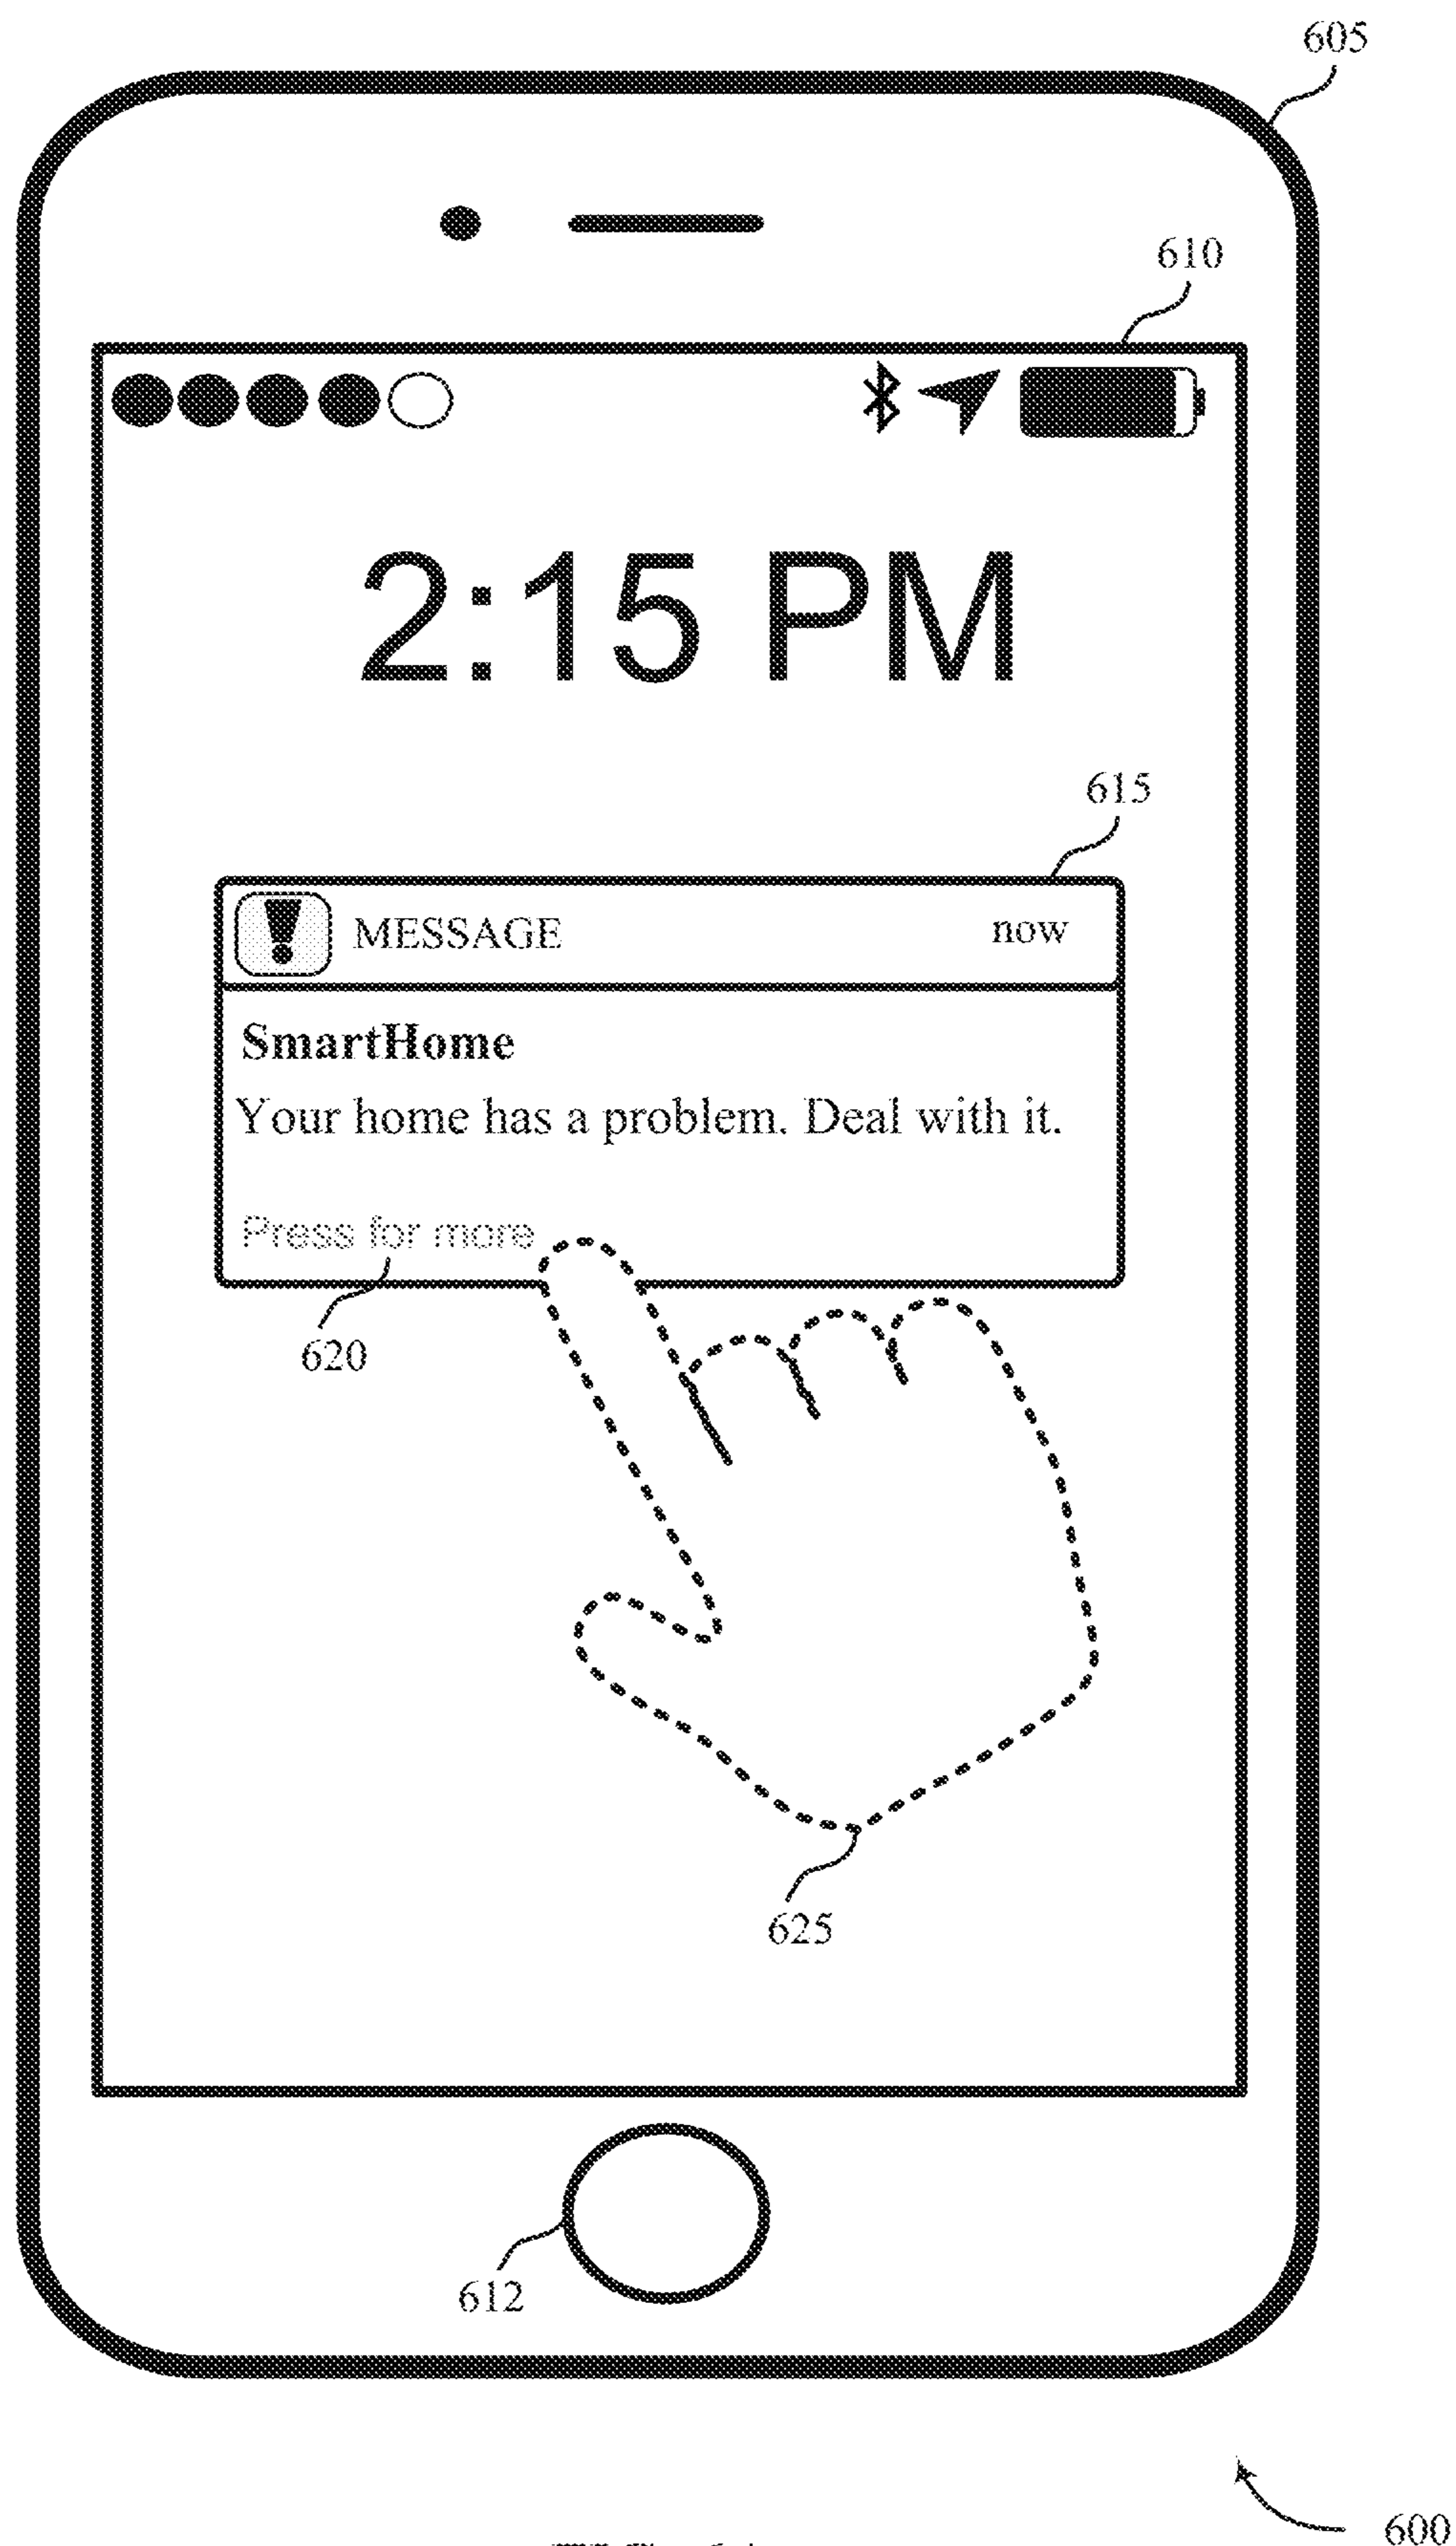 605
610
2:15 PM
615
MESSAGE now
SmartHome
Your home has a problem. Deal with it.
Press for more
620
625
612
600